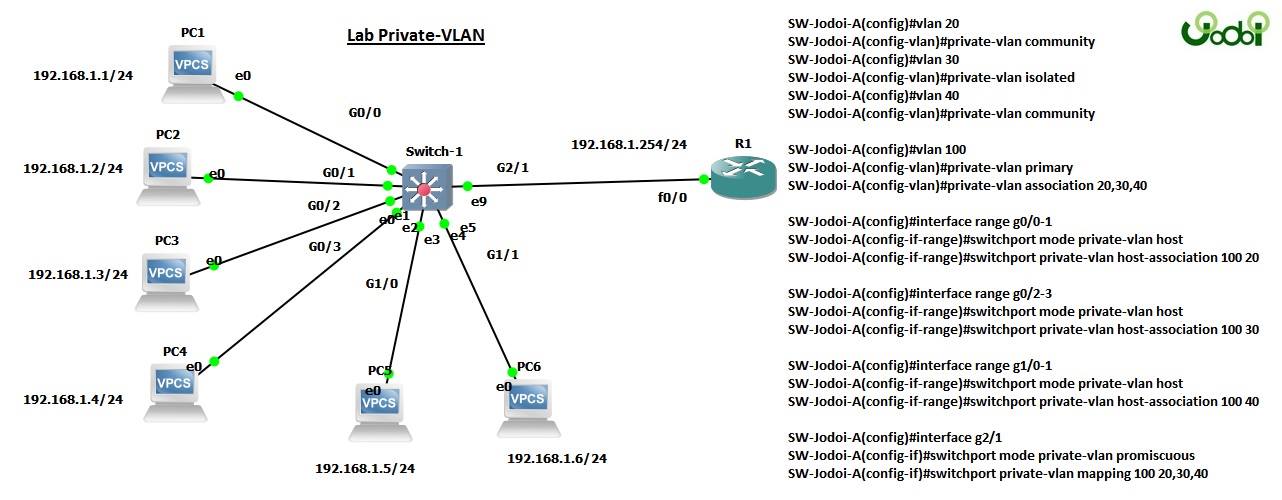 Lab Private-VLAN
Jodoi
PC1
VPCS
192.168.1.1/24
e0
G0/0
PC2
VPCS
192.168.1.2/24
e0
G0/1
PC3
VPCS
192.168.1.3/24
e0
G0/2
PC4
VPCS
192.168.1.4/24
e0
G0/3
PC5
VPCS
192.168.1.5/24
e0
G1/0
PC6
VPCS
192.168.1.6/24
e0
G1/1
Switch-1
e0
e1
e2
e3
e4
e5
e9
G2/1
192.168.1.254/24
R1
f0/0
SW-Jodoi-A(config)#vlan 20
SW-Jodoi-A(config-vlan)#private-vlan community
SW-Jodoi-A(config)#vlan 30
SW-Jodoi-A(config-vlan)#private-vlan isolated
SW-Jodoi-A(config)#vlan 40
SW-Jodoi-A(config-vlan)#private-vlan community
SW-Jodoi-A(config)#vlan 100
SW-Jodoi-A(config-vlan)#private-vlan primary
SW-Jodoi-A(config-vlan)#private-vlan association 20,30,40
SW-Jodoi-A(config)#interface range g0/0-1
SW-Jodoi-A(config-if-range)#switchport mode private-vlan host
SW-Jodoi-A(config-if-range)#switchport private-vlan host-association 100 20
SW-Jodoi-A(config)#interface range g0/2-3
SW-Jodoi-A(config-if-range)#switchport mode private-vlan host
SW-Jodoi-A(config-if-range)#switchport private-vlan host-association 100 30
SW-Jodoi-A(config)#interface range g1/0-1
SW-Jodoi-A(config-if-range)#switchport mode private-vlan host
SW-Jodoi-A(config-if-range)#switchport private-vlan host-association 100 40
SW-Jodoi-A(config)#interface g2/1
SW-Jodoi-A(config-if)#switchport mode private-vlan promiscuous
SW-Jodoi-A(config-if)#switchport private-vlan mapping 100 20,30,40